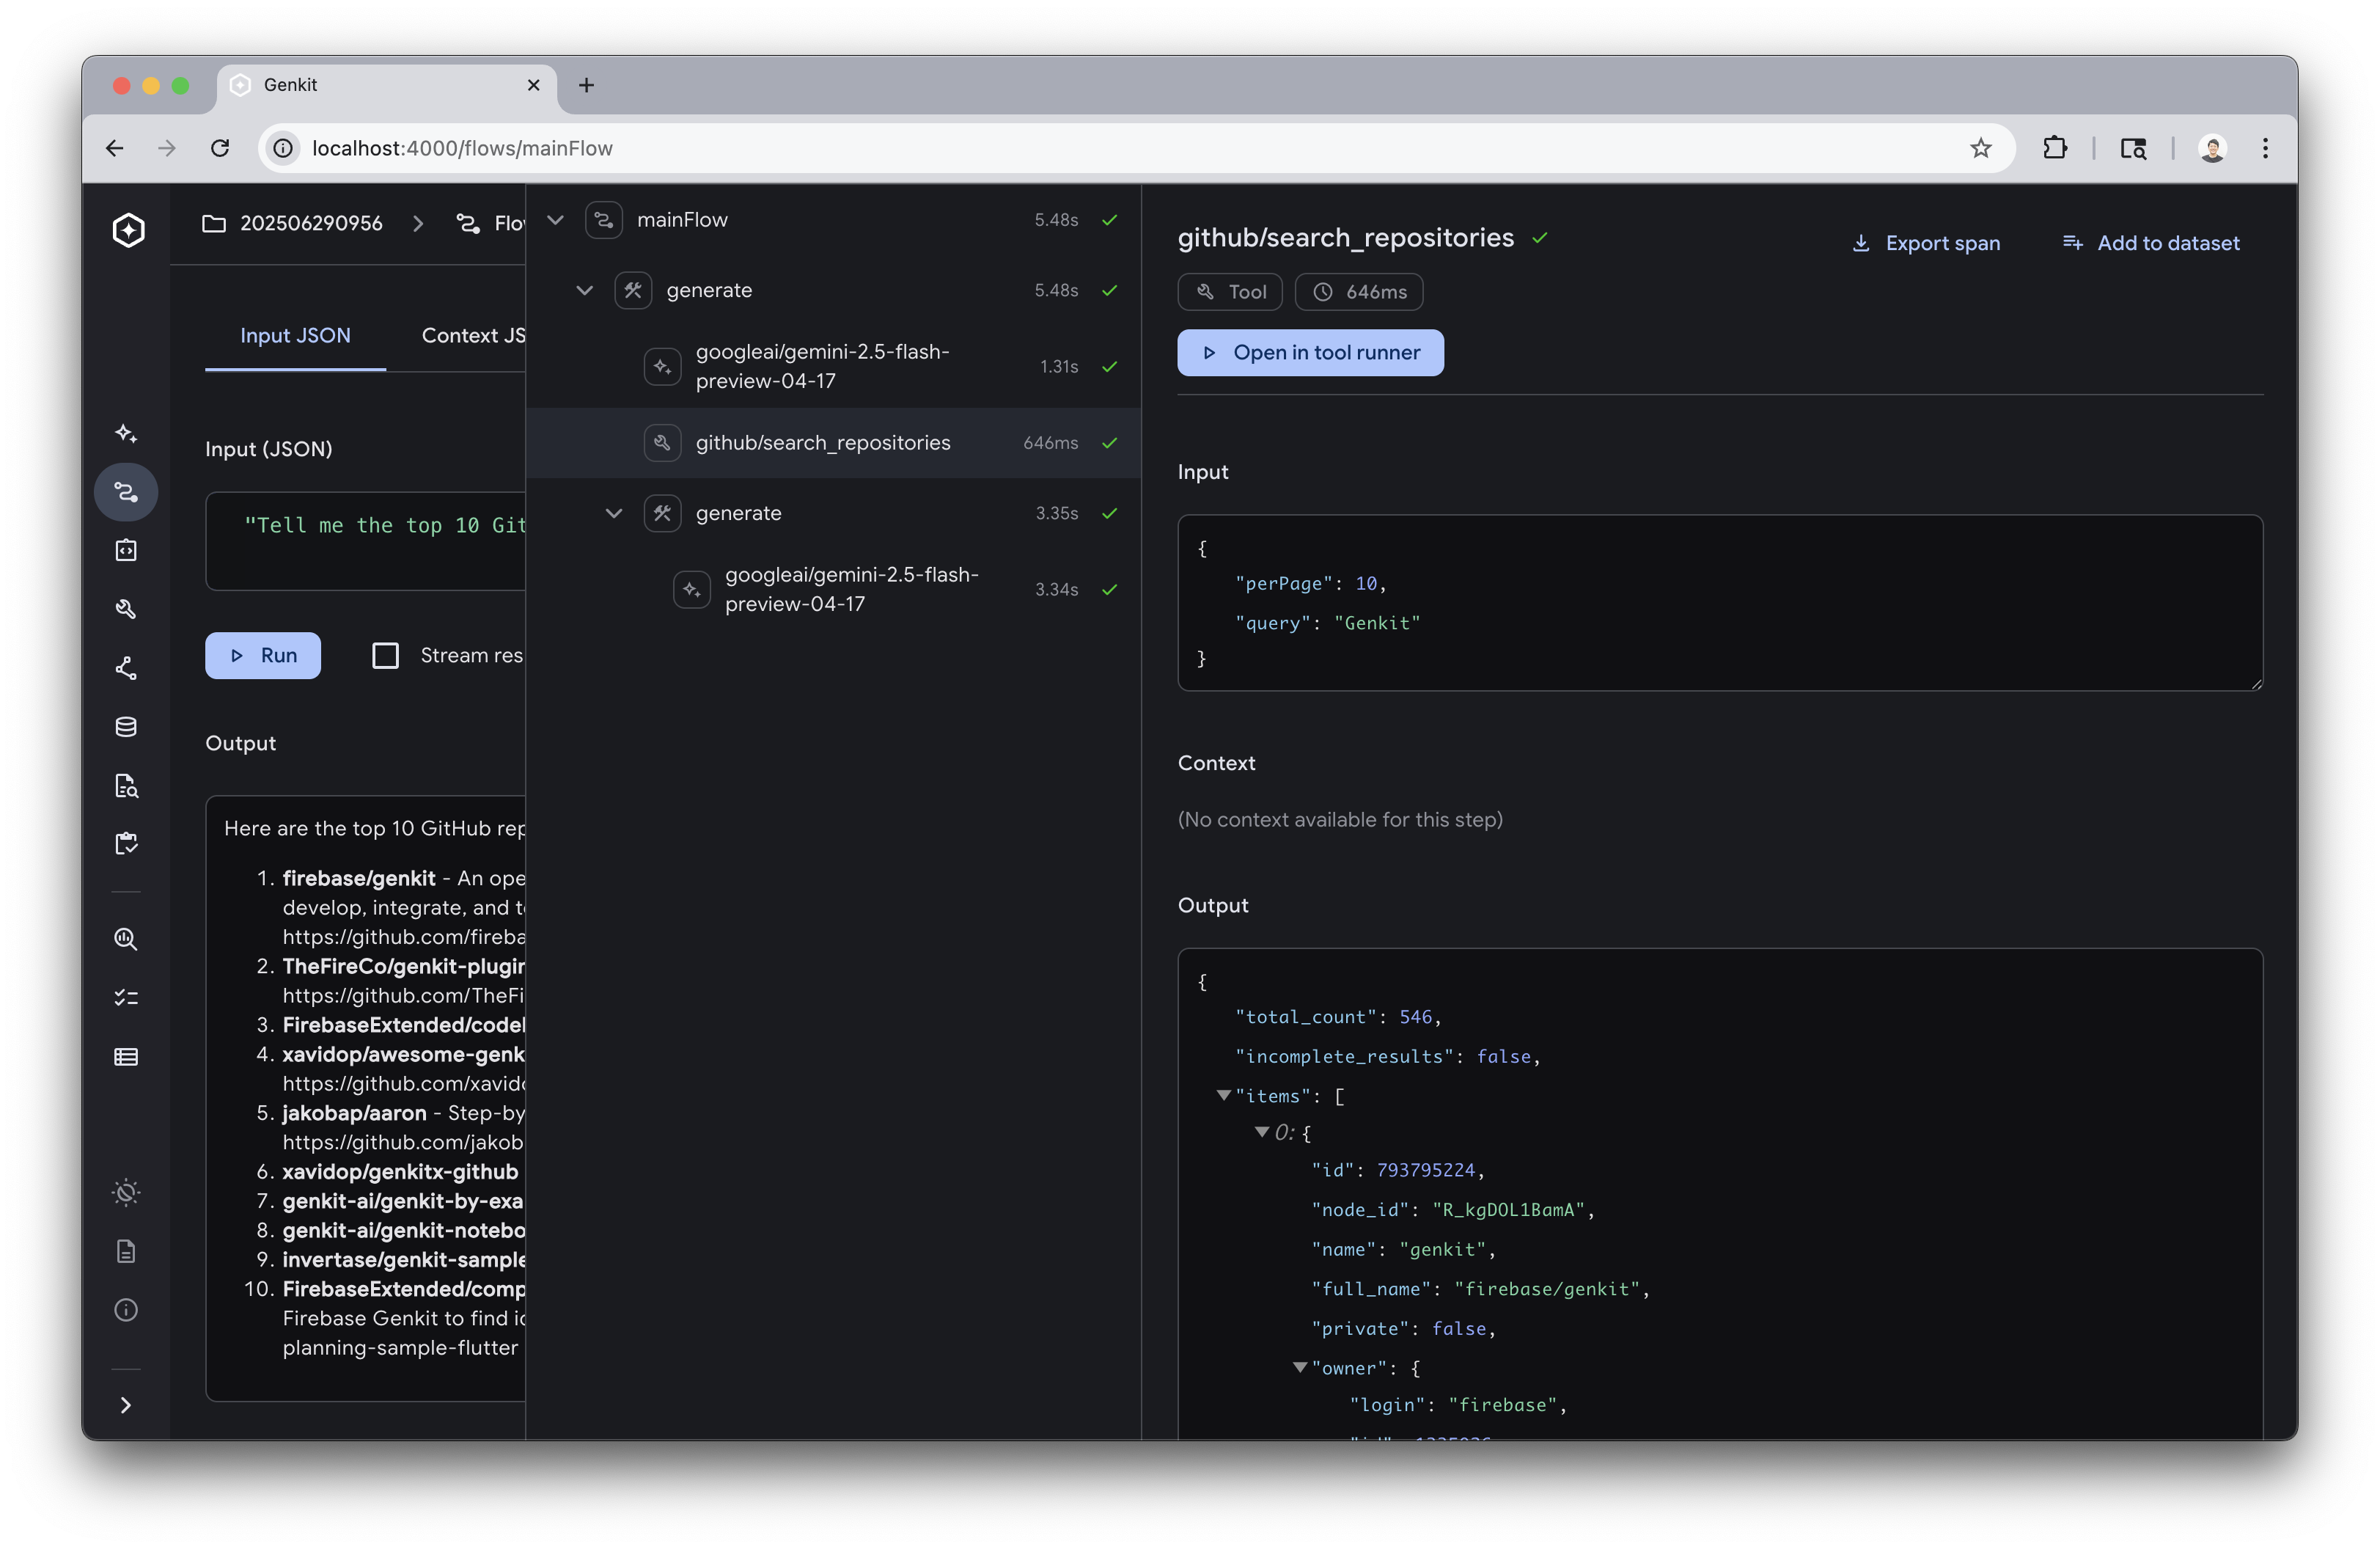 Genkit
localhost:4000/flows/mainFlow
202506290956
Flo
Input JSON
Context JS
Input (JSON)
"Tell me the top 10 Git
Run
Stream res
Output
Here are the top 10 GitHub rep
1. firebase/genkit - An ope
develop, integrate, and te
https://github.com/fireba
2. TheFireCo/genkit-plugin
https://github.com/TheFi
3. FirebaseExtended/codel
4. xavidop/awesome-genk
https://github.com/xavido
5. jakobap/aaron - Step-by
https://github.com/jakob
6. xavidop/genkitx-github
7. genkit-ai/genkit-by-exa
8. genkit-ai/genkit-notebo
9. invertase/genkit-sample
10. FirebaseExtended/comp
Firebase Genkit to find id
planning-sample-flutter
mainFlow 5.48s
generate 5.48s
googleai/gemini-2.5-flash-
preview-04-17 1.31s
github/search_repositories 646ms
generate 3.35s
googleai/gemini-2.5-flash-
preview-04-17 3.34s
github/search_repositories
Export span
Add to dataset
Tool
646ms
Open in tool runner
Input
{
"perPage": 10,
"query": "Genkit"
}
Context
(No context available for this step)
Output
{
"total_count": 546,
"incomplete_results": false,
"items": [
0: {
"id": 793795224,
"node_id": "R_kgDOL1BamA",
"name": "genkit",
"full_name": "firebase/genkit",
"private": false,
"owner": {
"login": "firebase",